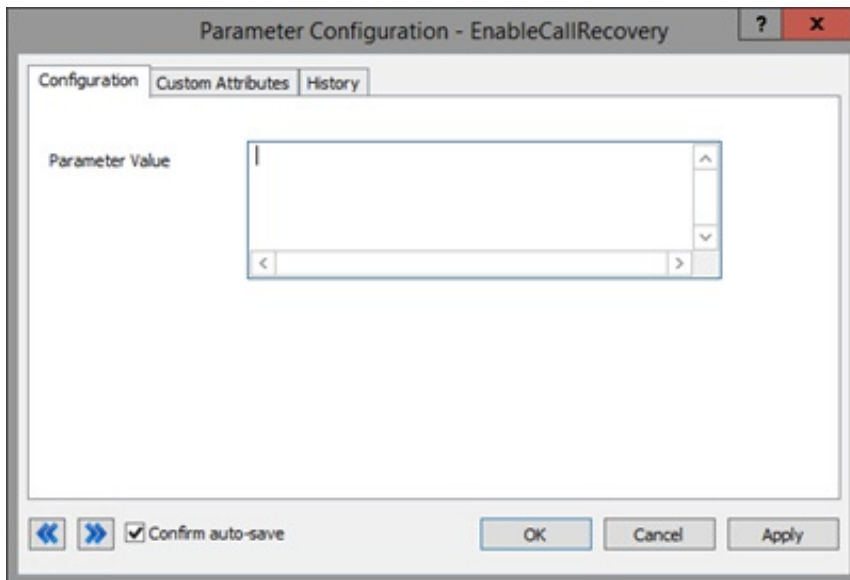 Parameter Configuration - EnableCallRecovery
? x
Configuration Custom Attributes History
Parameter Value
Confirm auto-save OK Cancel Apply